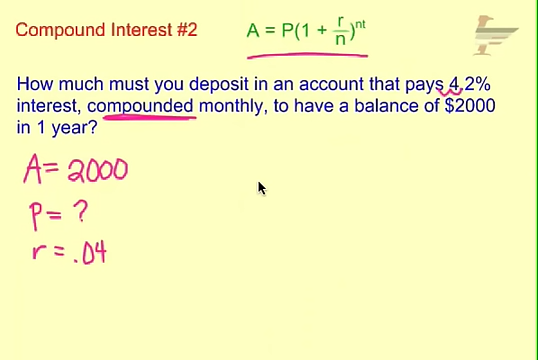 Compound Interest #2
A = P(1 + r/n)^nt
How much must you deposit in an account that pays 4.2%
interest, compounded monthly, to have a balance of $2000
in 1 year?
A= 2000
P= ?
r = .04